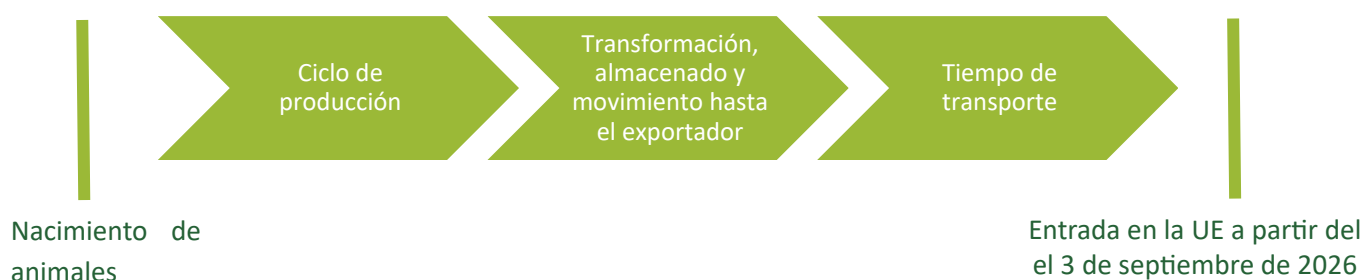 Ciclo de
producción
Transformación,
almacenado y
movimiento hasta
el exportador
Tiempo de
transporte
Nacimiento de
animales
Entrada en la UE a partir del
el 3 de septiembre de 2026